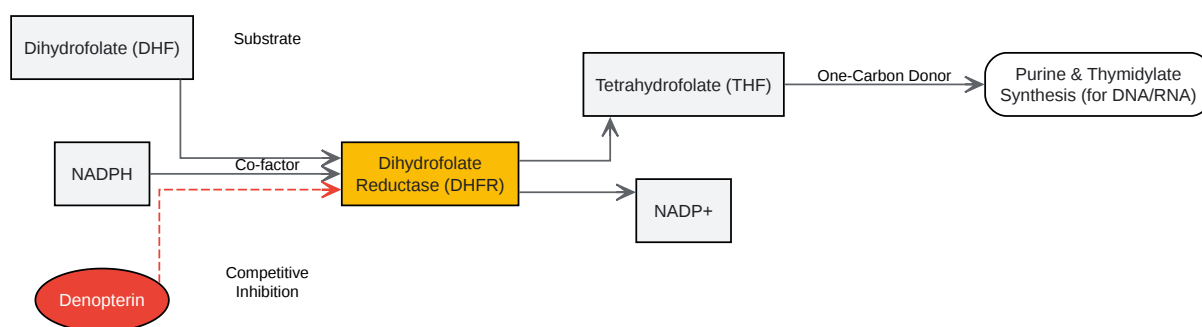 Dihydrofolate (DHF)
Substrate
Tetrahydrofolate (THF)
One-Carbon Donor
Purine & Thymidylate
Synthesis (for DNA/RNA)
NADPH
Co-factor
Dihydrofolate
Reductase (DHFR)
NADP+
Competitive
Inhibition
Denopterin